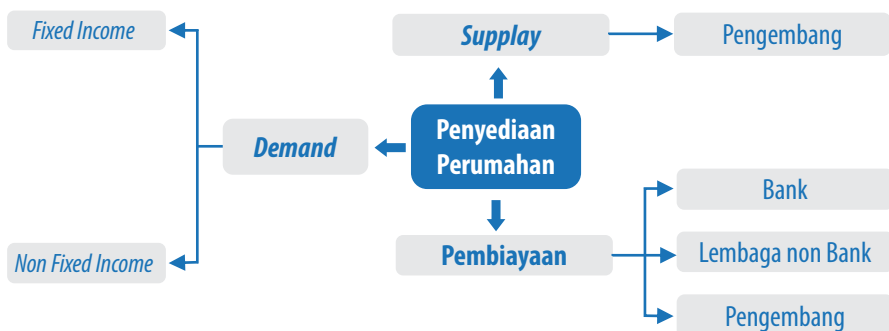 Fixed Income
Supplay
Pengembang
Demand
Penyediaan
Perumahan
Bank
Non Fixed Income
Pembiayaan
Lembaga non Bank
Pengembang